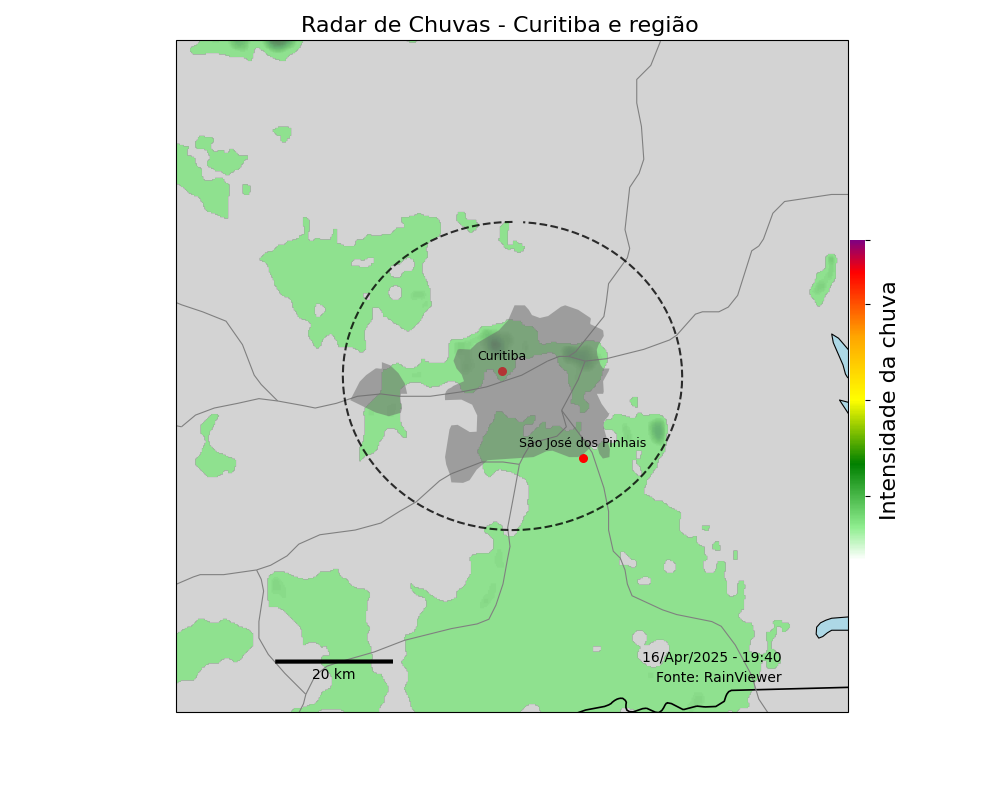 Radar de Chuvas - Curitiba e região
Curitiba
São José dos Pinhais
Intensidade da chuva
16/Apr/2025 - 19:40
Fonte: RainViewer
20 km